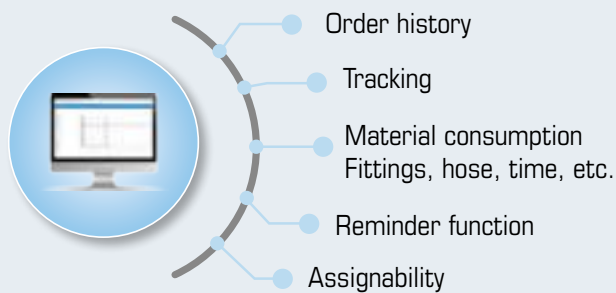 Order history
Tracking
Material consumption
Fittings, hose, time, etc.
Reminder function
Assignability